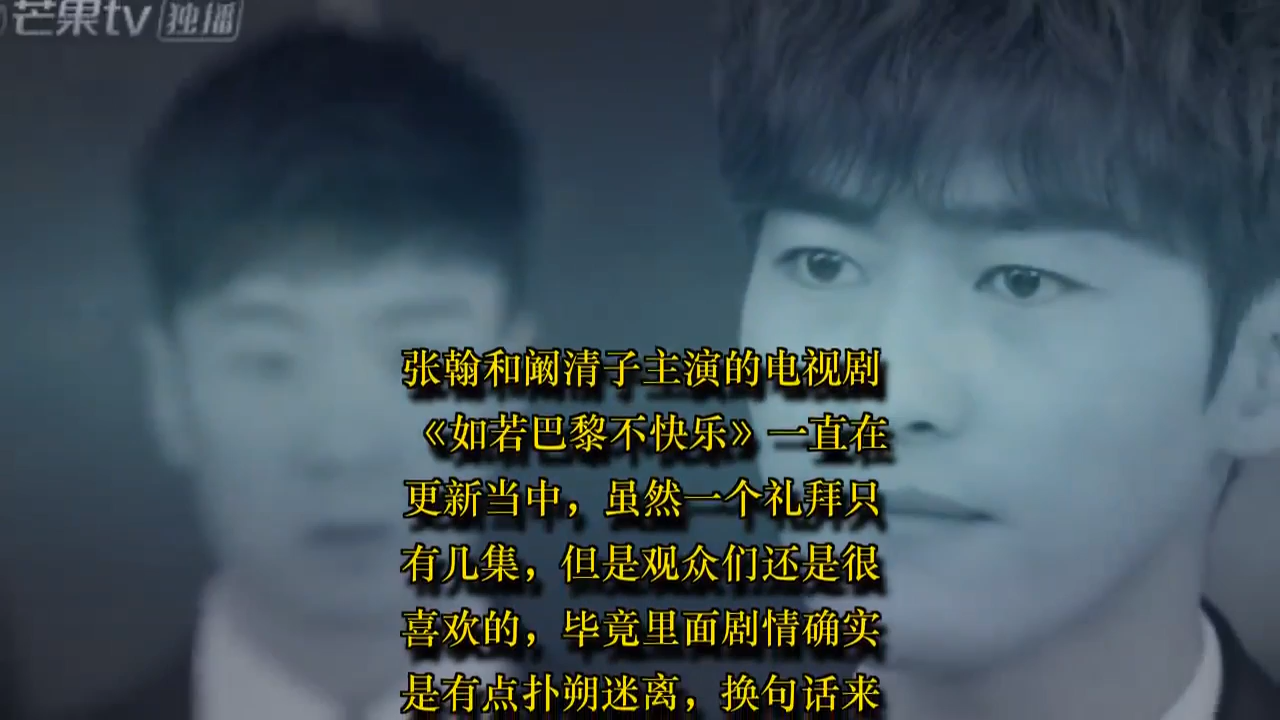 芒果tv 独播
张翰和阚清子主演的电视剧
《如若巴黎不快乐》一直在
更新当中，虽然一个礼拜只
有几集，但是观众们还是很
喜欢的，毕竟里面剧情确实
是有点扑朔迷离，换句话来